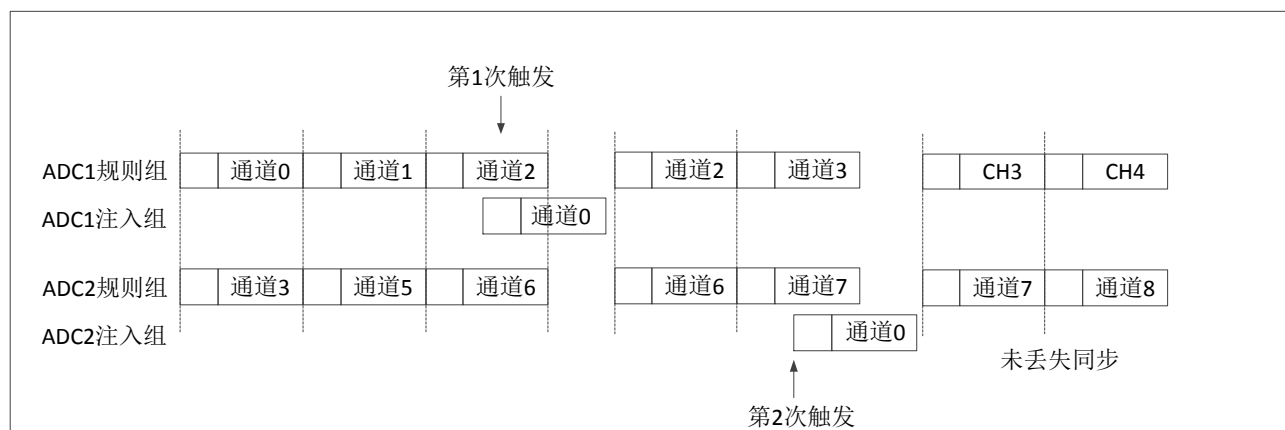 第1次触发
ADC1规则组 通道0 通道1 通道2 通道2 通道3 CH3 CH4
ADC1注入组 通道0
ADC2规则组 通道3 通道5 通道6 通道6 通道7 通道7 通道8
ADC2注入组 通道0
未丢失同步
第2次触发